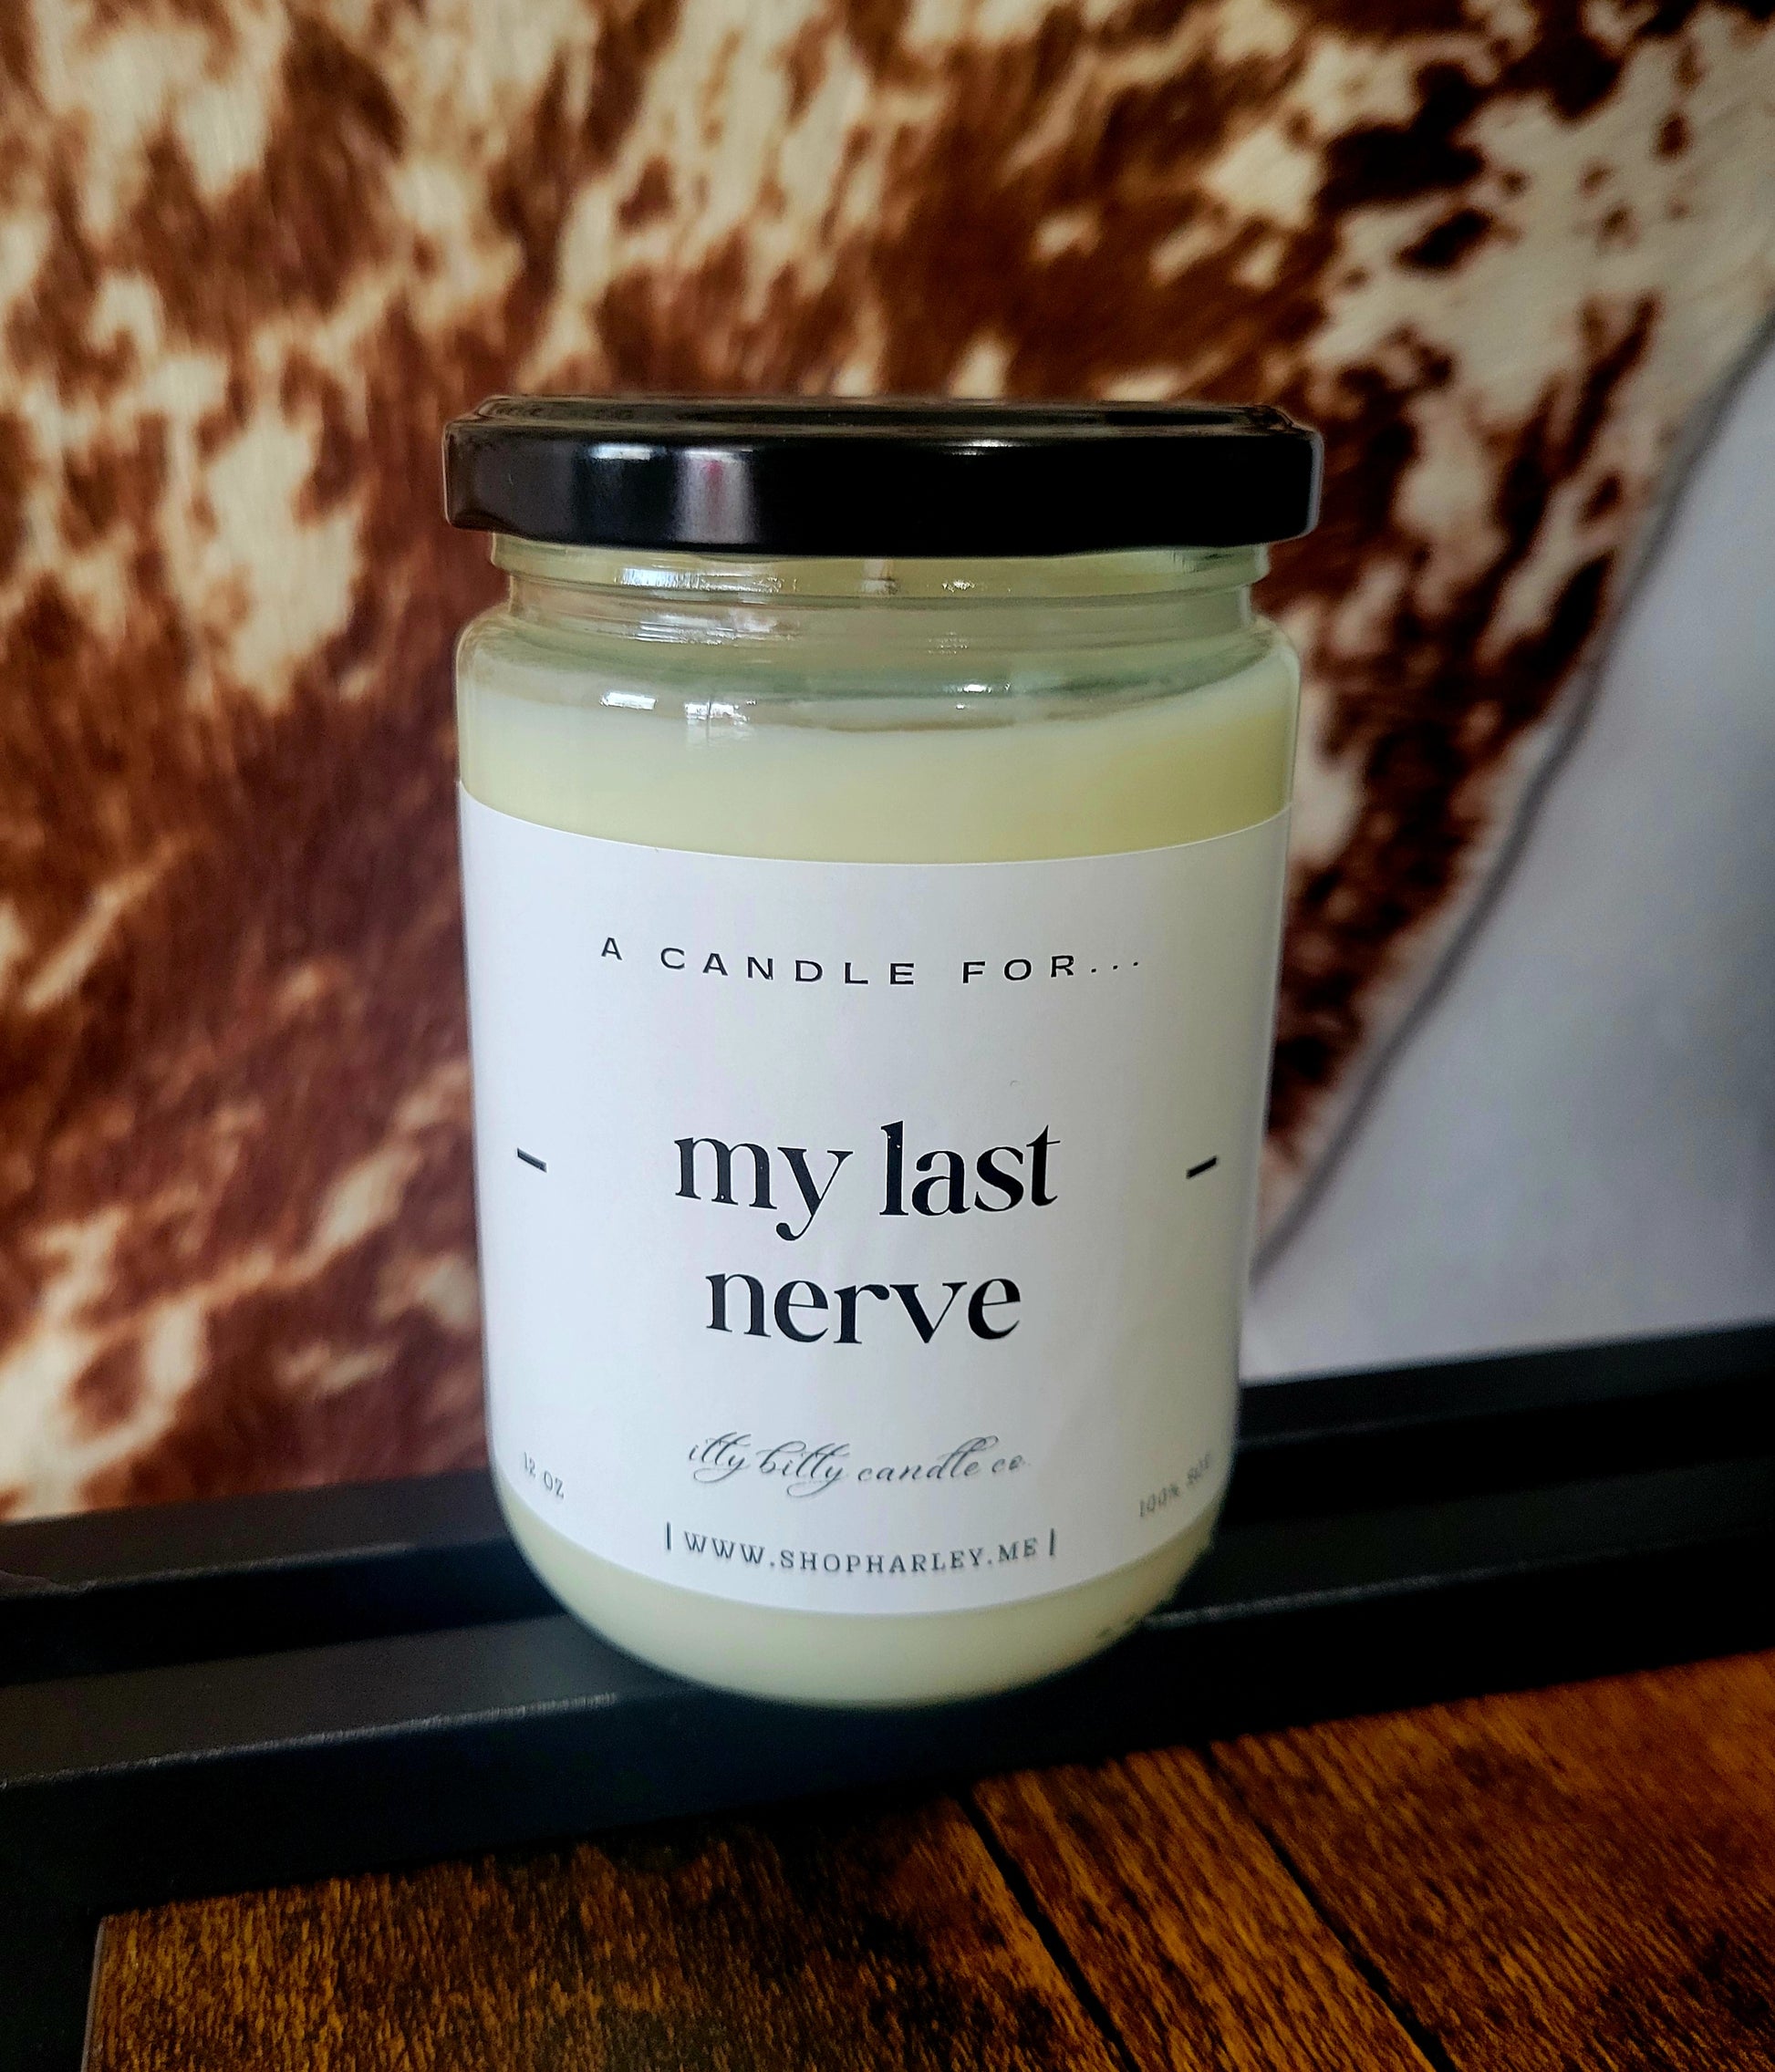 A CANDLE FOR...
- my last -
nerve
itty bitty candle co.
12 OZ
100% SOY
| WWW.SHOPHARLEY.ME |